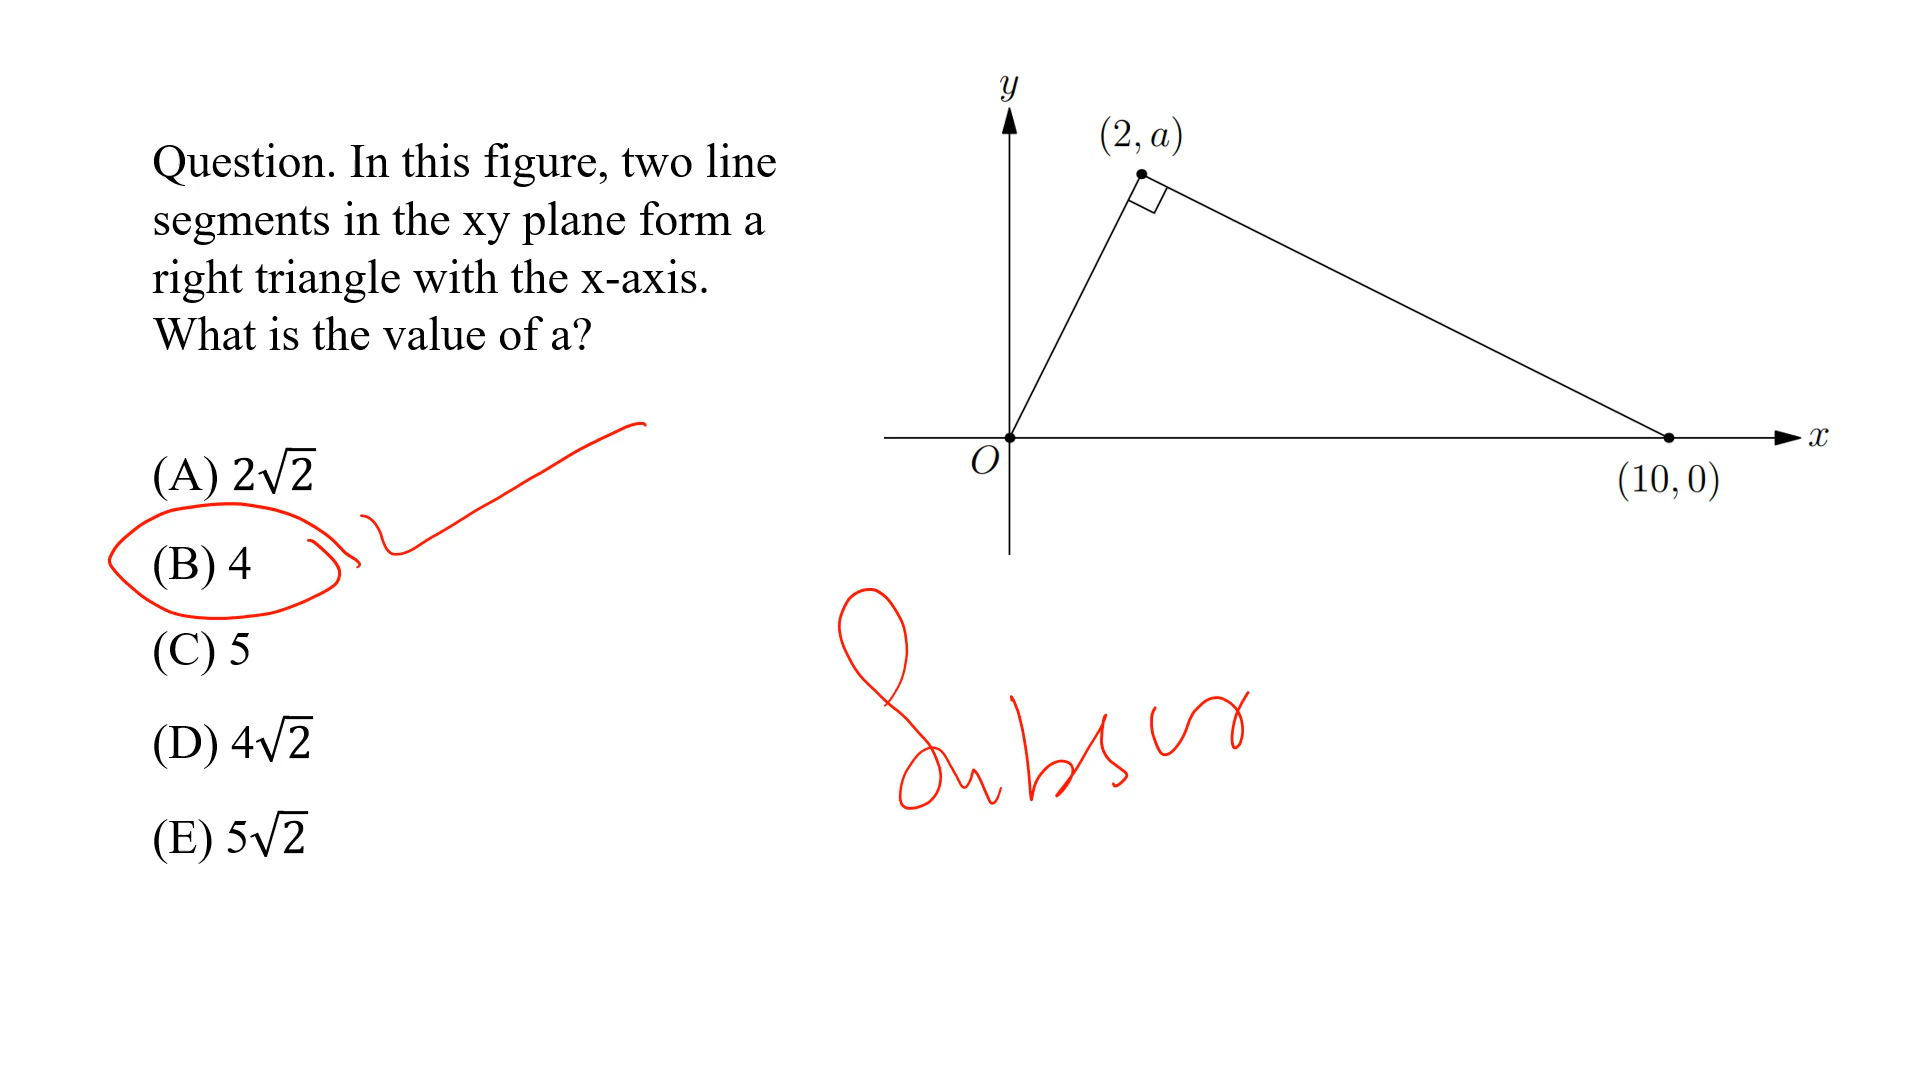 Question. In this figure, two line
segments in the xy plane form a
right triangle with the x-axis.
What is the value of a?
(A) 2√2
(B) 4
(C) 5
(D) 4√2
(E) 5√2
y
(2, a)
O
x
(10, 0)